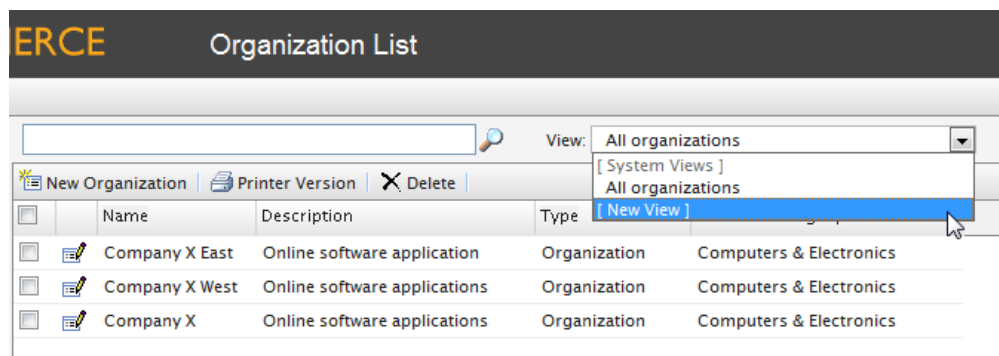 ERCE Organization List
View: All organizations
[ System Views ]
All organizations
[ New View ]
New Organization Printer Version Delete
Name Description Type
Company X East Online software application Organization Computers & Electronics
Company X West Online software applications Organization Computers & Electronics
Company X Online software applications Organization Computers & Electronics